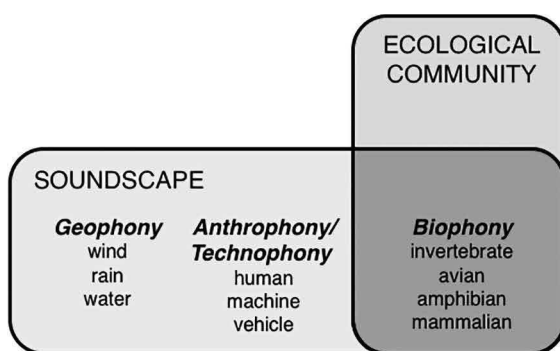 ECOLOGICAL
COMMUNITY
SOUNDSCAPE
Geophony
wind
rain
water
Anthrophony/
Technophony
human
machine
vehicle
Biophony
invertebrate
avian
amphibian
mammalian